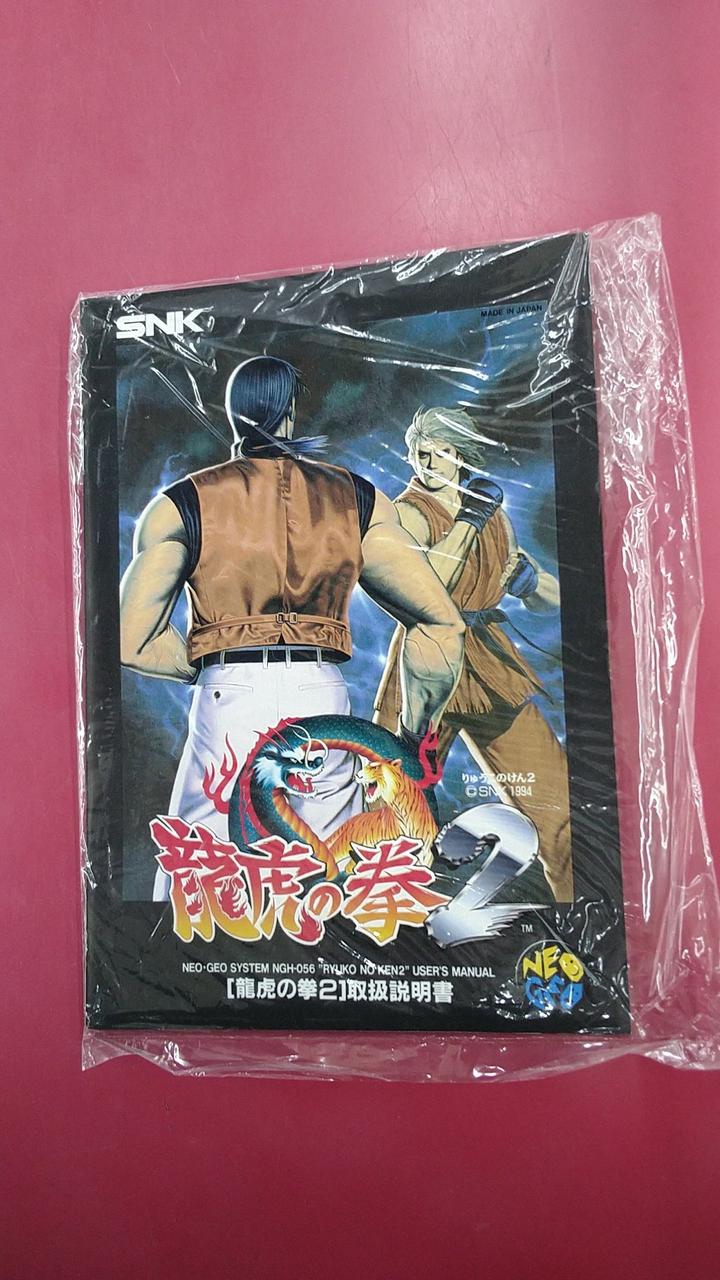 SNK
MADE IN JAPAN
りゅうこのけん2
©SNK 1994
龍虎の拳2
™
NEO・GEO SYSTEM NGH-056 "RYUKO NO KEN2" USER'S MANUAL
[龍虎の拳2]取扱説明書
NEO
GEO